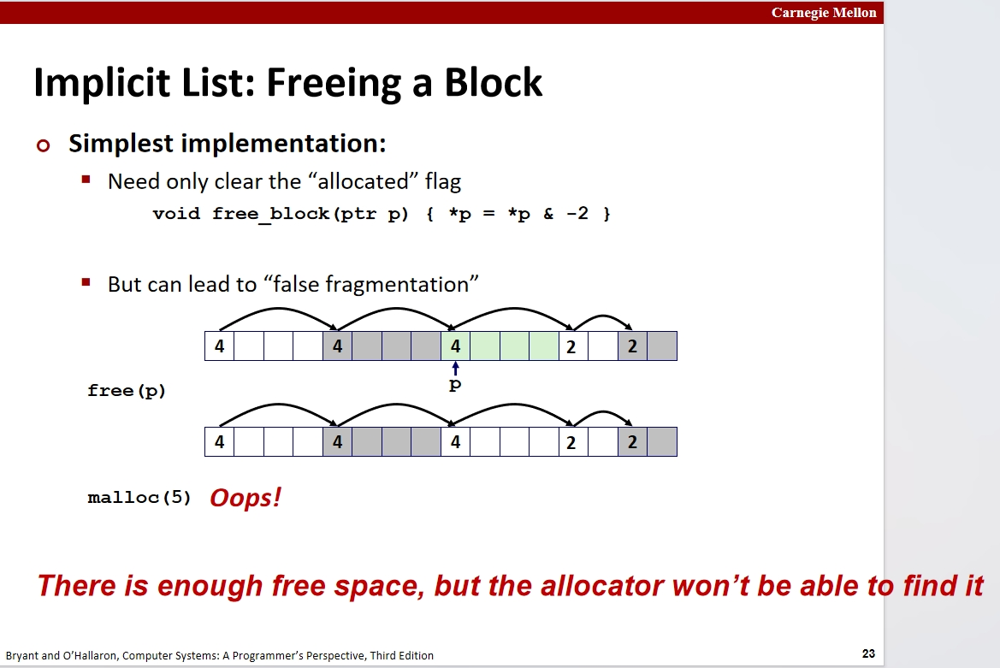 Carnegie Mellon
Implicit List: Freeing a Block
Simplest implementation:
Need only clear the “allocated” flag
void free_block(ptr p) { *p = *p & -2 }
But can lead to “false fragmentation”
4 4 4 2 2
p
free(p)
4 4 4 2 2
malloc(5) Oops!
There is enough free space, but the allocator won’t be able to find it
Bryant and O’Hallaron, Computer Systems: A Programmer’s Perspective, Third Edition
23